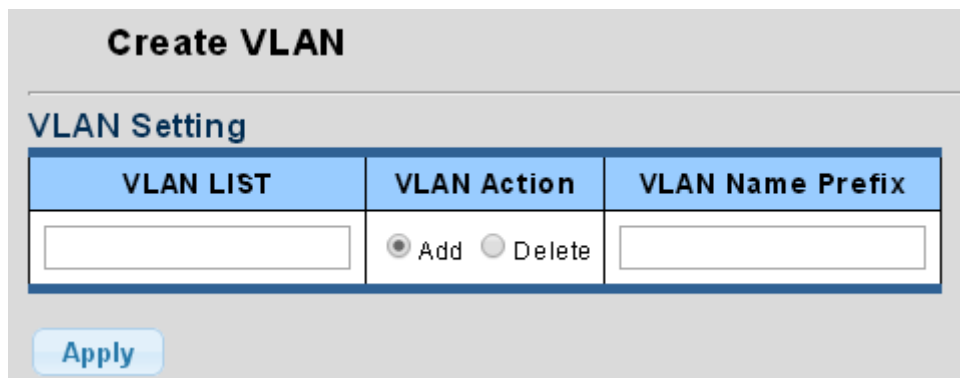 Create VLAN
VLAN Setting
VLAN LIST VLAN Action VLAN Name Prefix
Add Delete
Apply